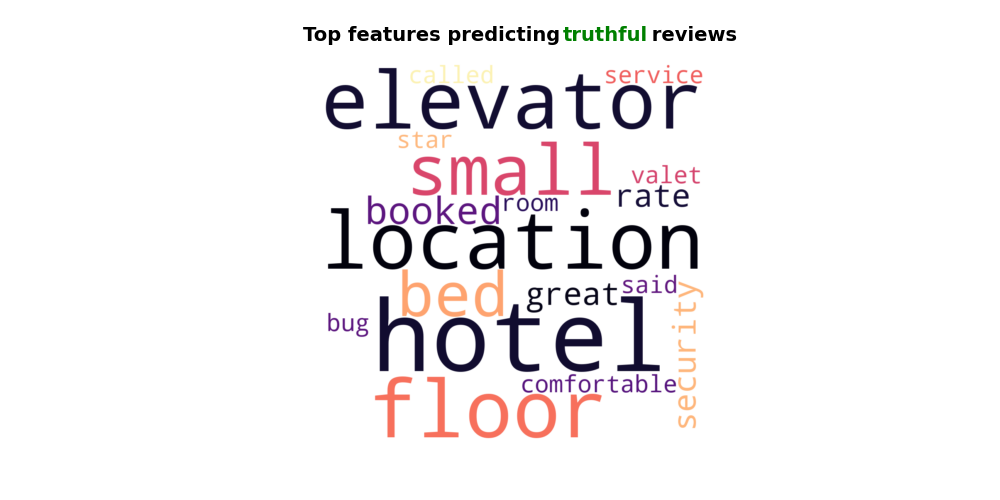 Top features predicting truthful reviews
called service
elevator
star
small
valet
rate
booked room
location
bed
said
great
security
bug
hotel
comfortable
floor